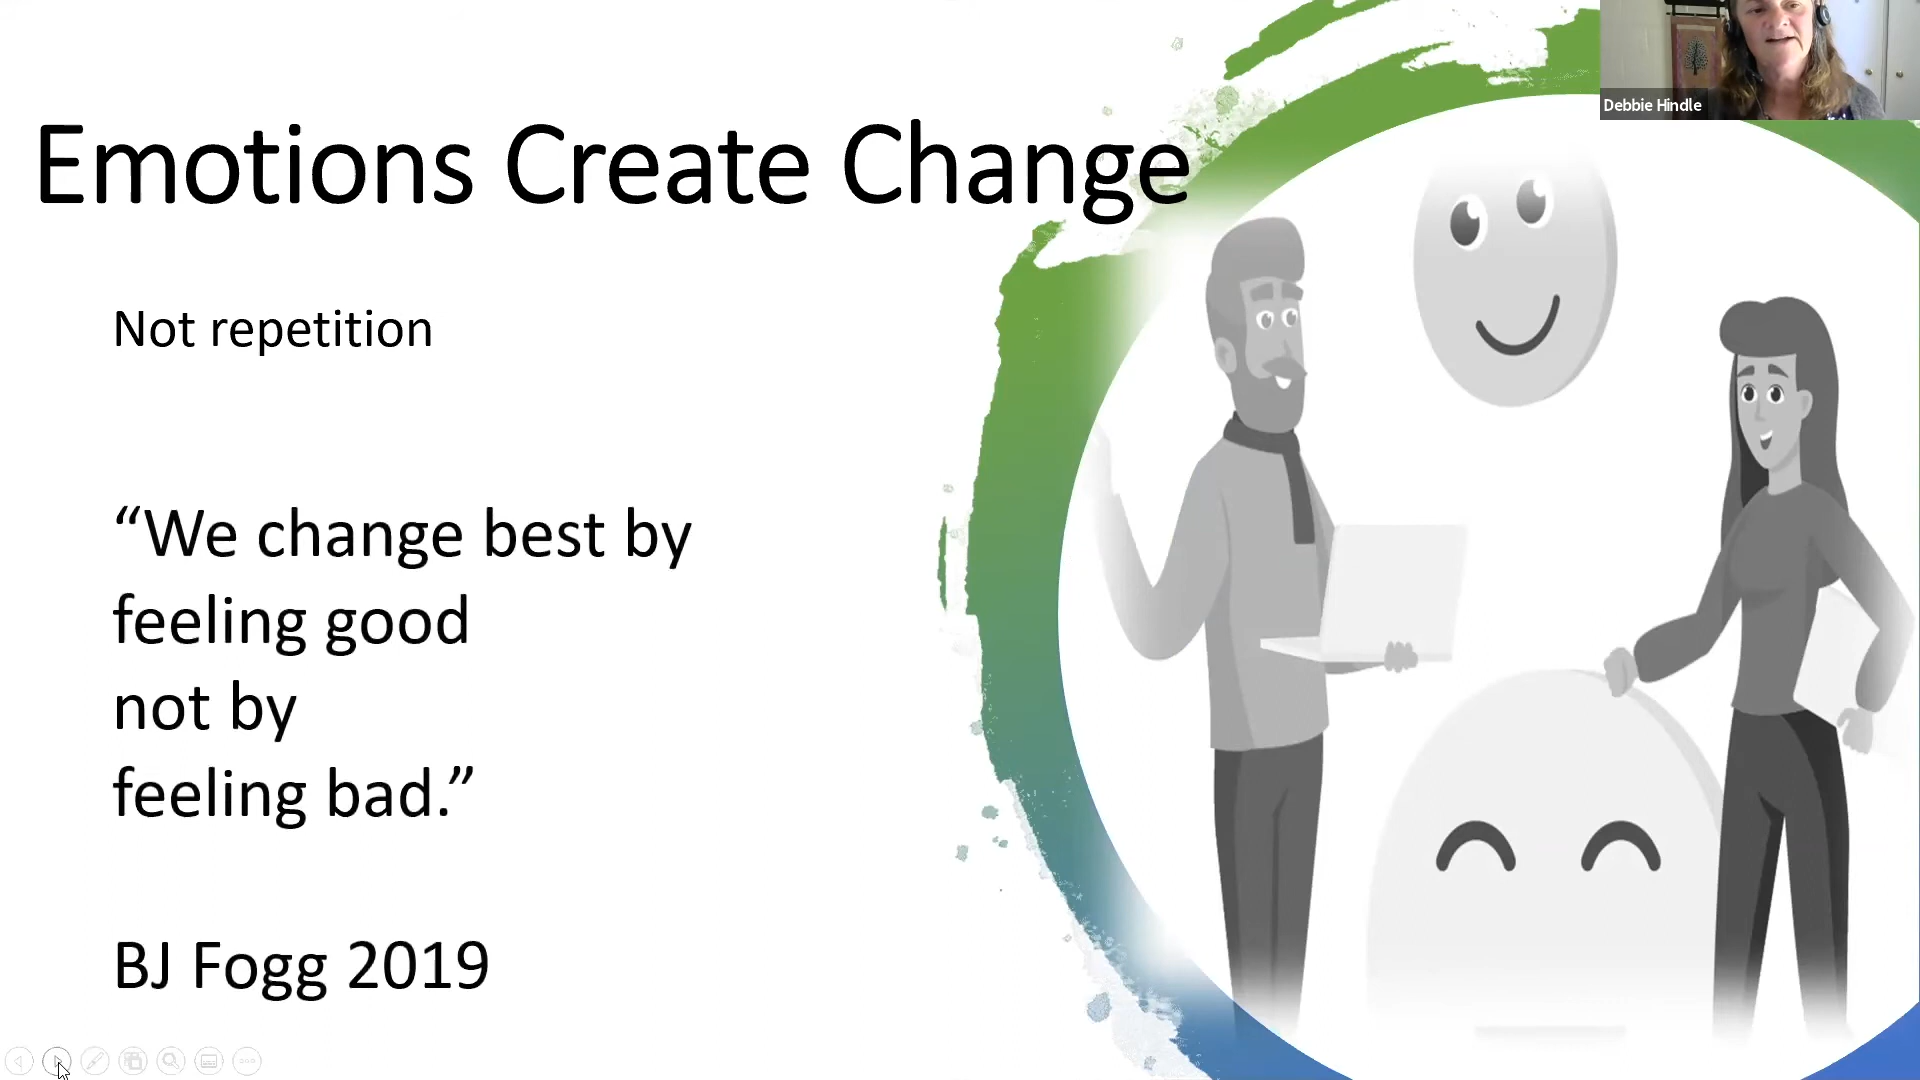 Debbie Hindle
Emotions Create Change
Not repetition
“We change best by
feeling good
not by
feeling bad.”
BJ Fogg 2019